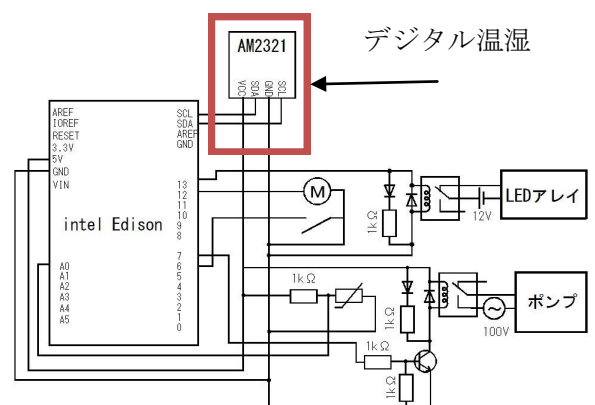 デジタル温湿
AM2321
VCC
SDA
GND
SCL
AREF
IOREF
RESET
3.3V
5V
GND
VIN
SCL
SDA
AREF
GND
13
12
11
10
9
8
intel Edison
7
6
5
4
3
2
1
0
A0
A1
A2
A3
A4
A5
M
1kΩ
12V
LEDアレイ
1kΩ
1kΩ
100V
ポンプ
1kΩ
1kΩ